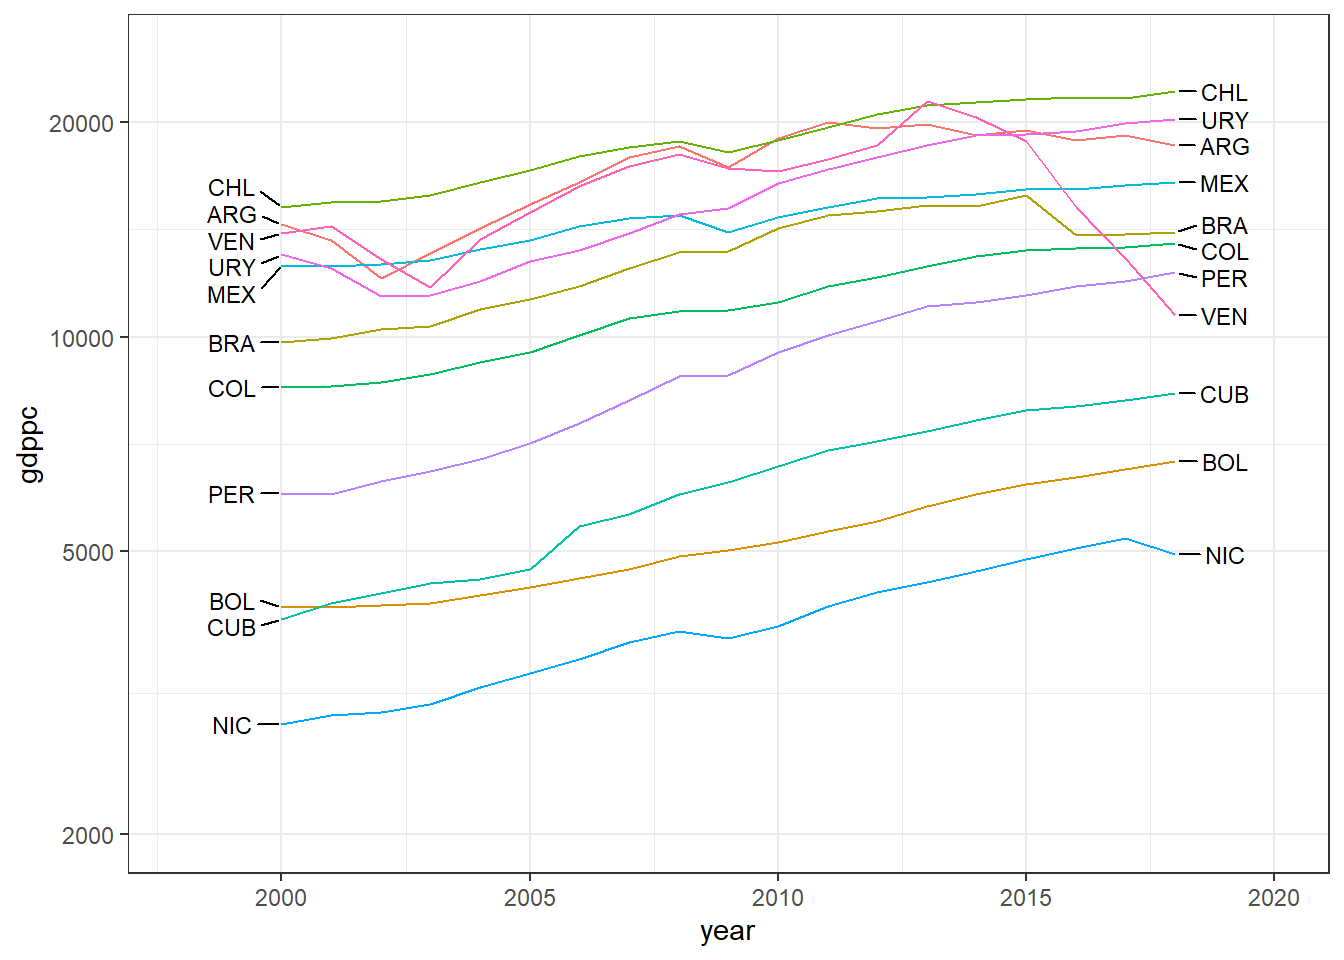 20000
10000
5000
2000
gdppc
CHL
ARG
VEN
URY
MEX
BRA
COL
PER
BOL
CUB
NIC
CHL
URY
ARG
MEX
BRA
COL
PER
VEN
CUB
BOL
NIC
2000 2005 2010 2015 2020
year